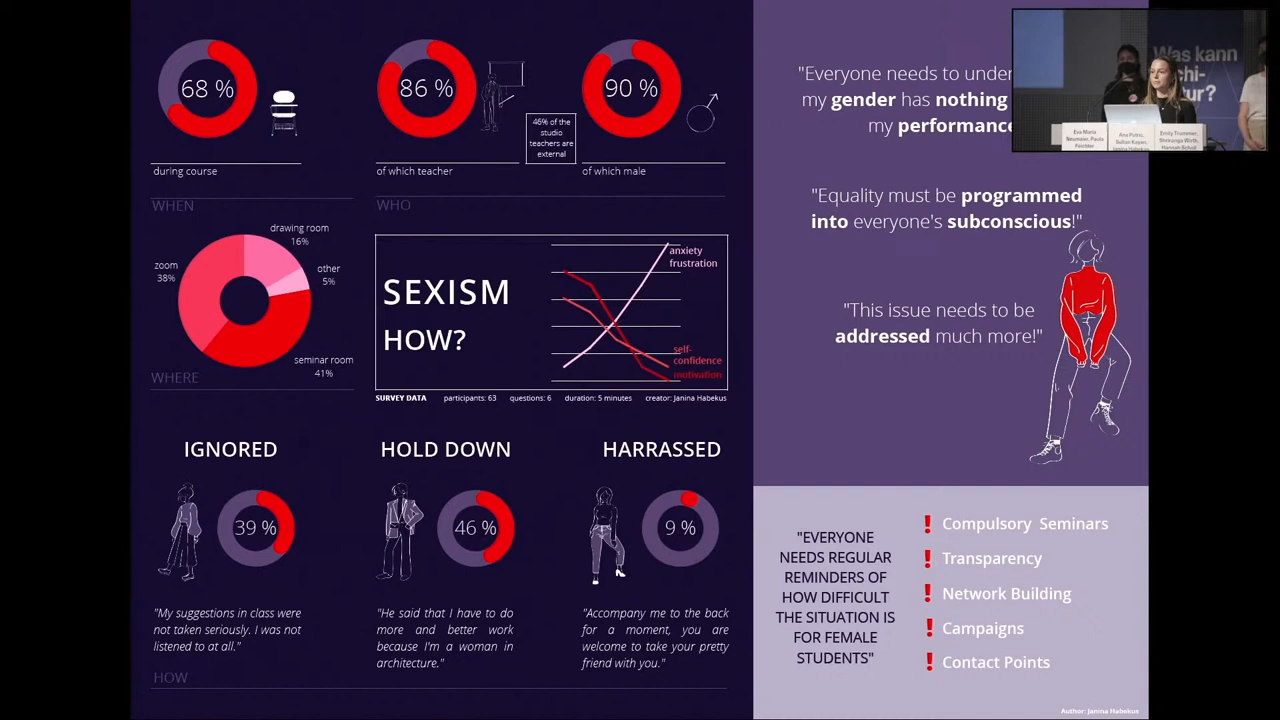 68 %
during course
WHEN
86 %
of which teacher
46% of the
studio
teachers are
external
90 %
of which male
WHO
drawing room
16%
other
5%
zoom
38%
seminar room
41%
WHERE
SEXISM
HOW?
anxiety
frustration
self-
confidence
motivation
SURVEY DATA participants: 63 questions: 6 duration: 5 minutes creator: Janina Habekus
IGNORED
39 %
"My suggestions in class were
not taken seriously. I was not
listened to at all."
HOLD DOWN
46 %
"He said that I have to do
more and better work
because I'm a woman in
architecture."
HARRASSED
9 %
"Accompany me to the back
for a moment, you are
welcome to take your pretty
friend with you."
HOW
"Everyone needs to under
my gender has nothing
my performance
"Equality must be programmed
into everyone's subconscious!"
"This issue needs to be
addressed much more!"
"EVERYONE
NEEDS REGULAR
REMINDERS OF
HOW DIFFICULT
THE SITUATION IS
FOR FEMALE
STUDENTS"
! Compulsory Seminars
! Transparency
! Network Building
! Campaigns
! Contact Points
Author: Janina Habekus
Was kann
tur?
Eva Maria